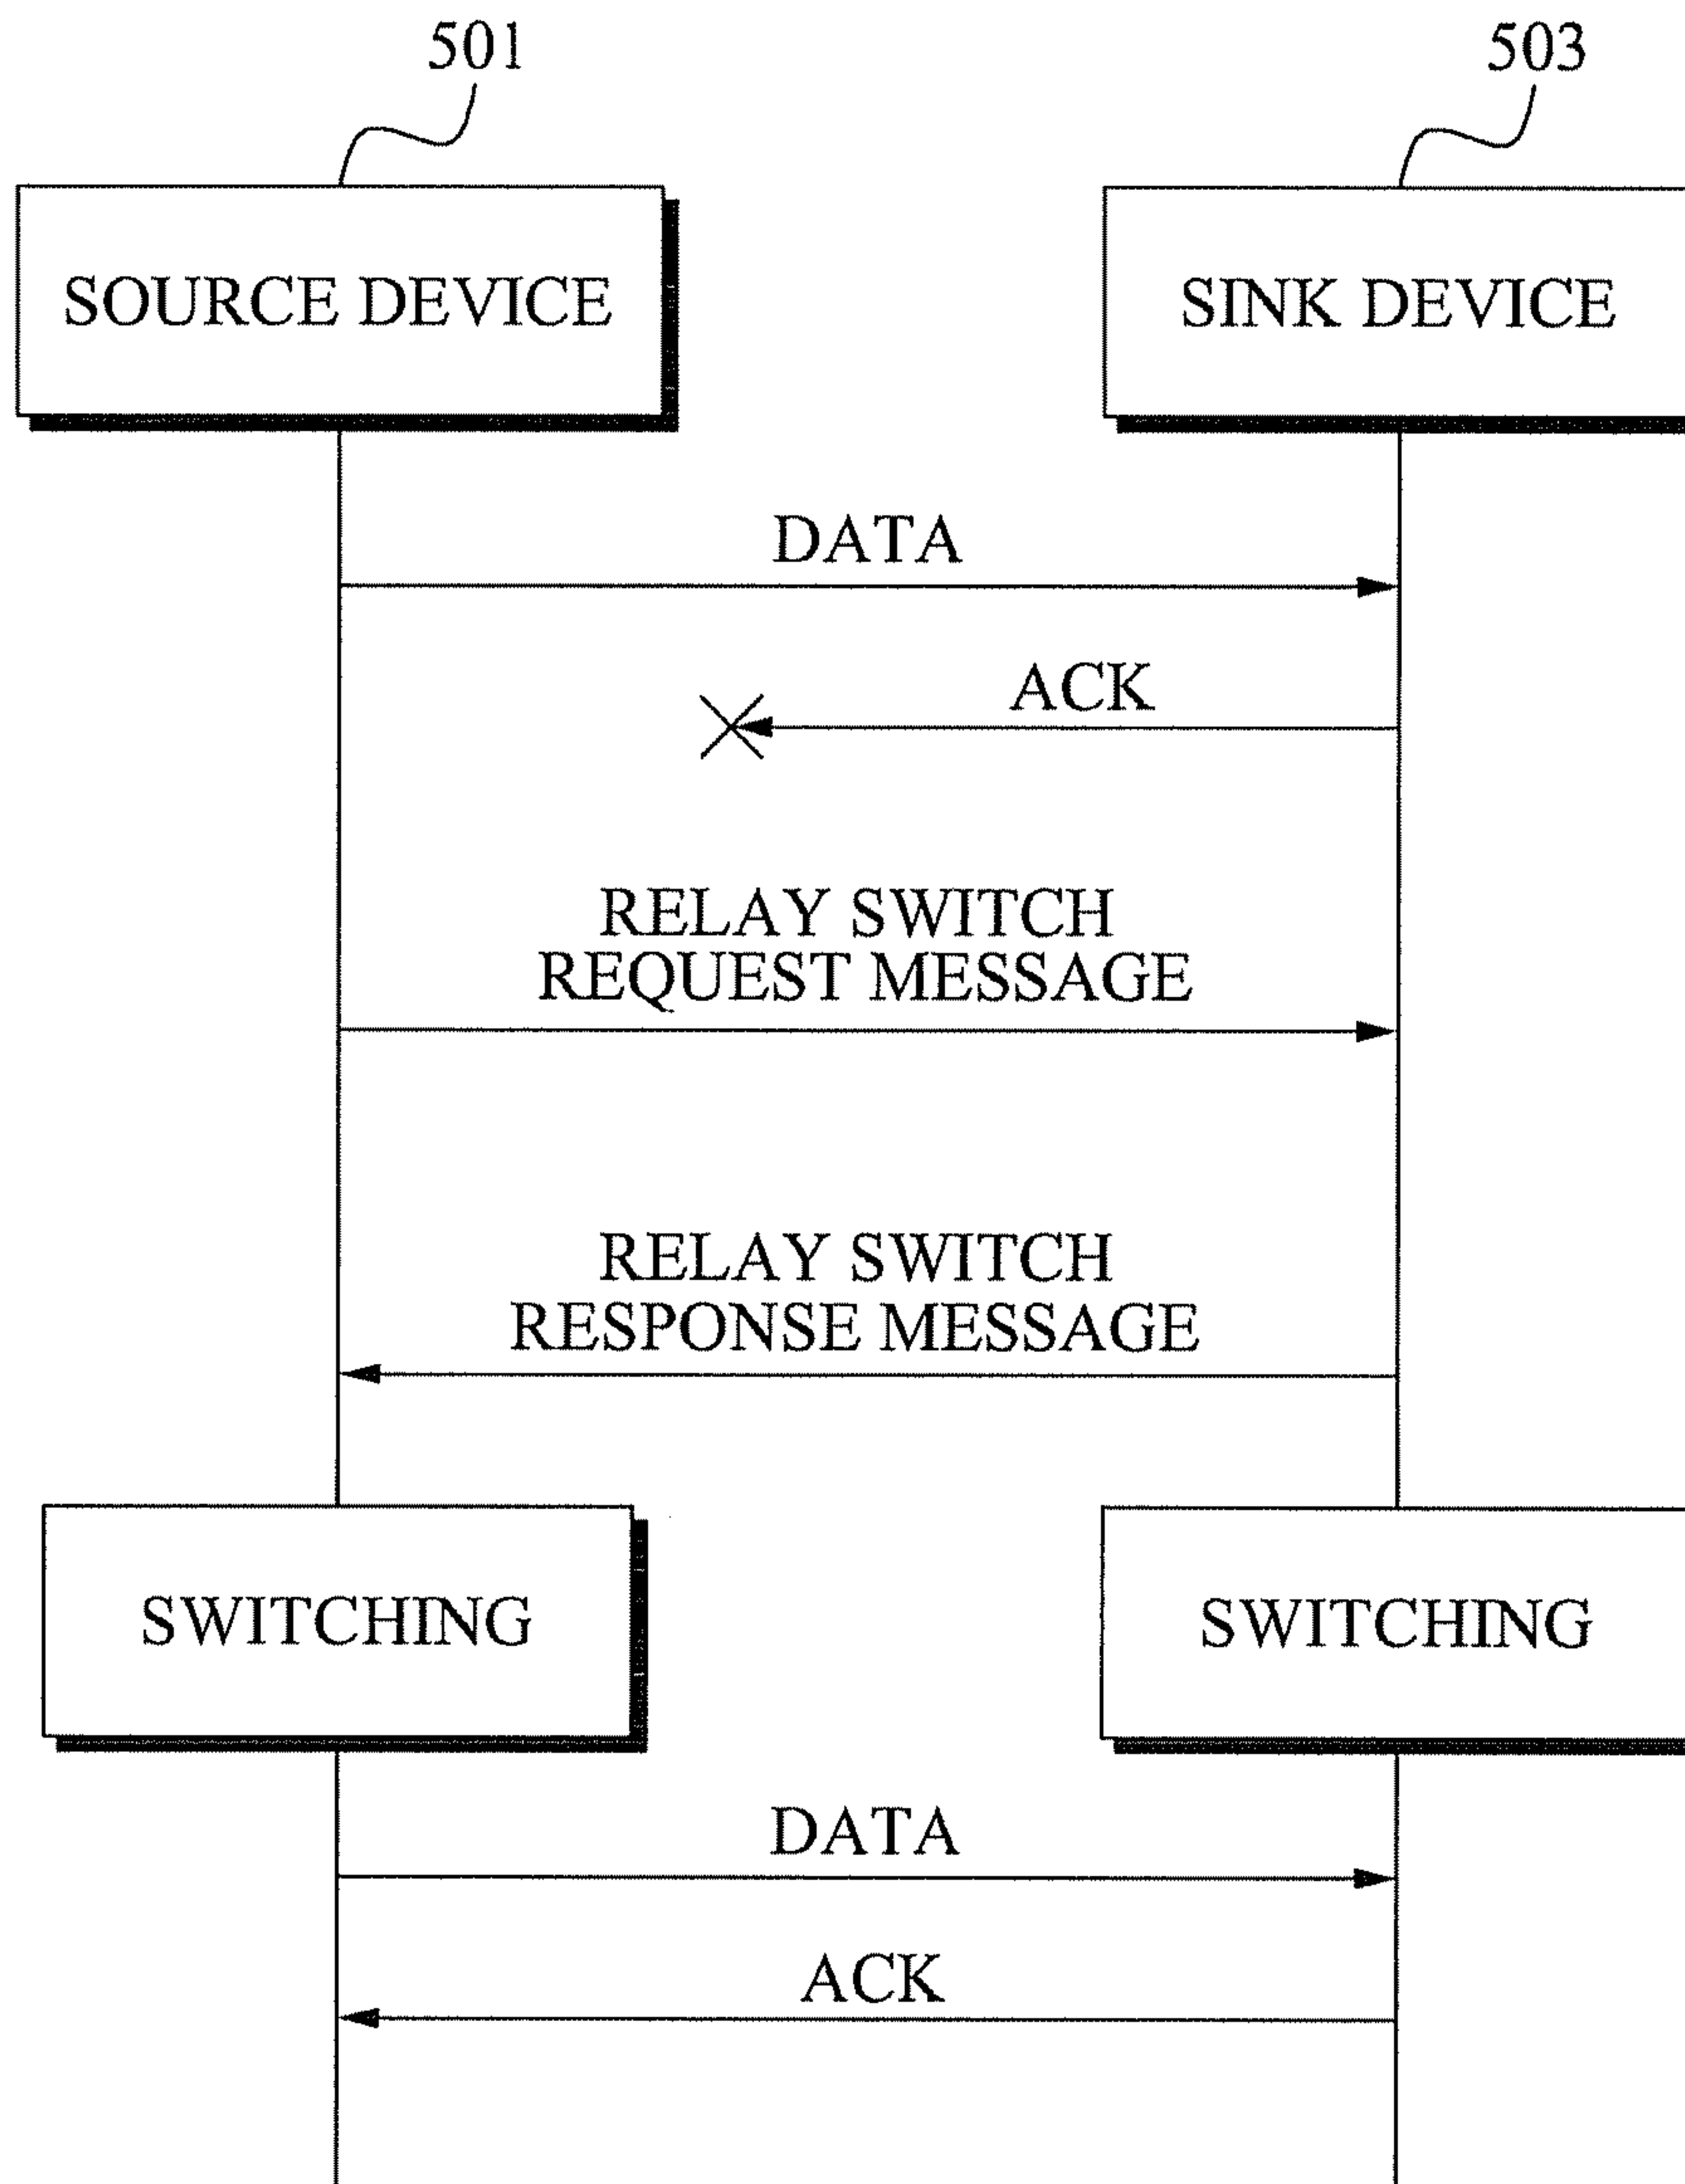 501
503
SOURCE DEVICE
SINK DEVICE
DATA
ACK
RELAY SWITCH
REQUEST MESSAGE
RELAY SWITCH
RESPONSE MESSAGE
SWITCHING
SWITCHING
DATA
ACK